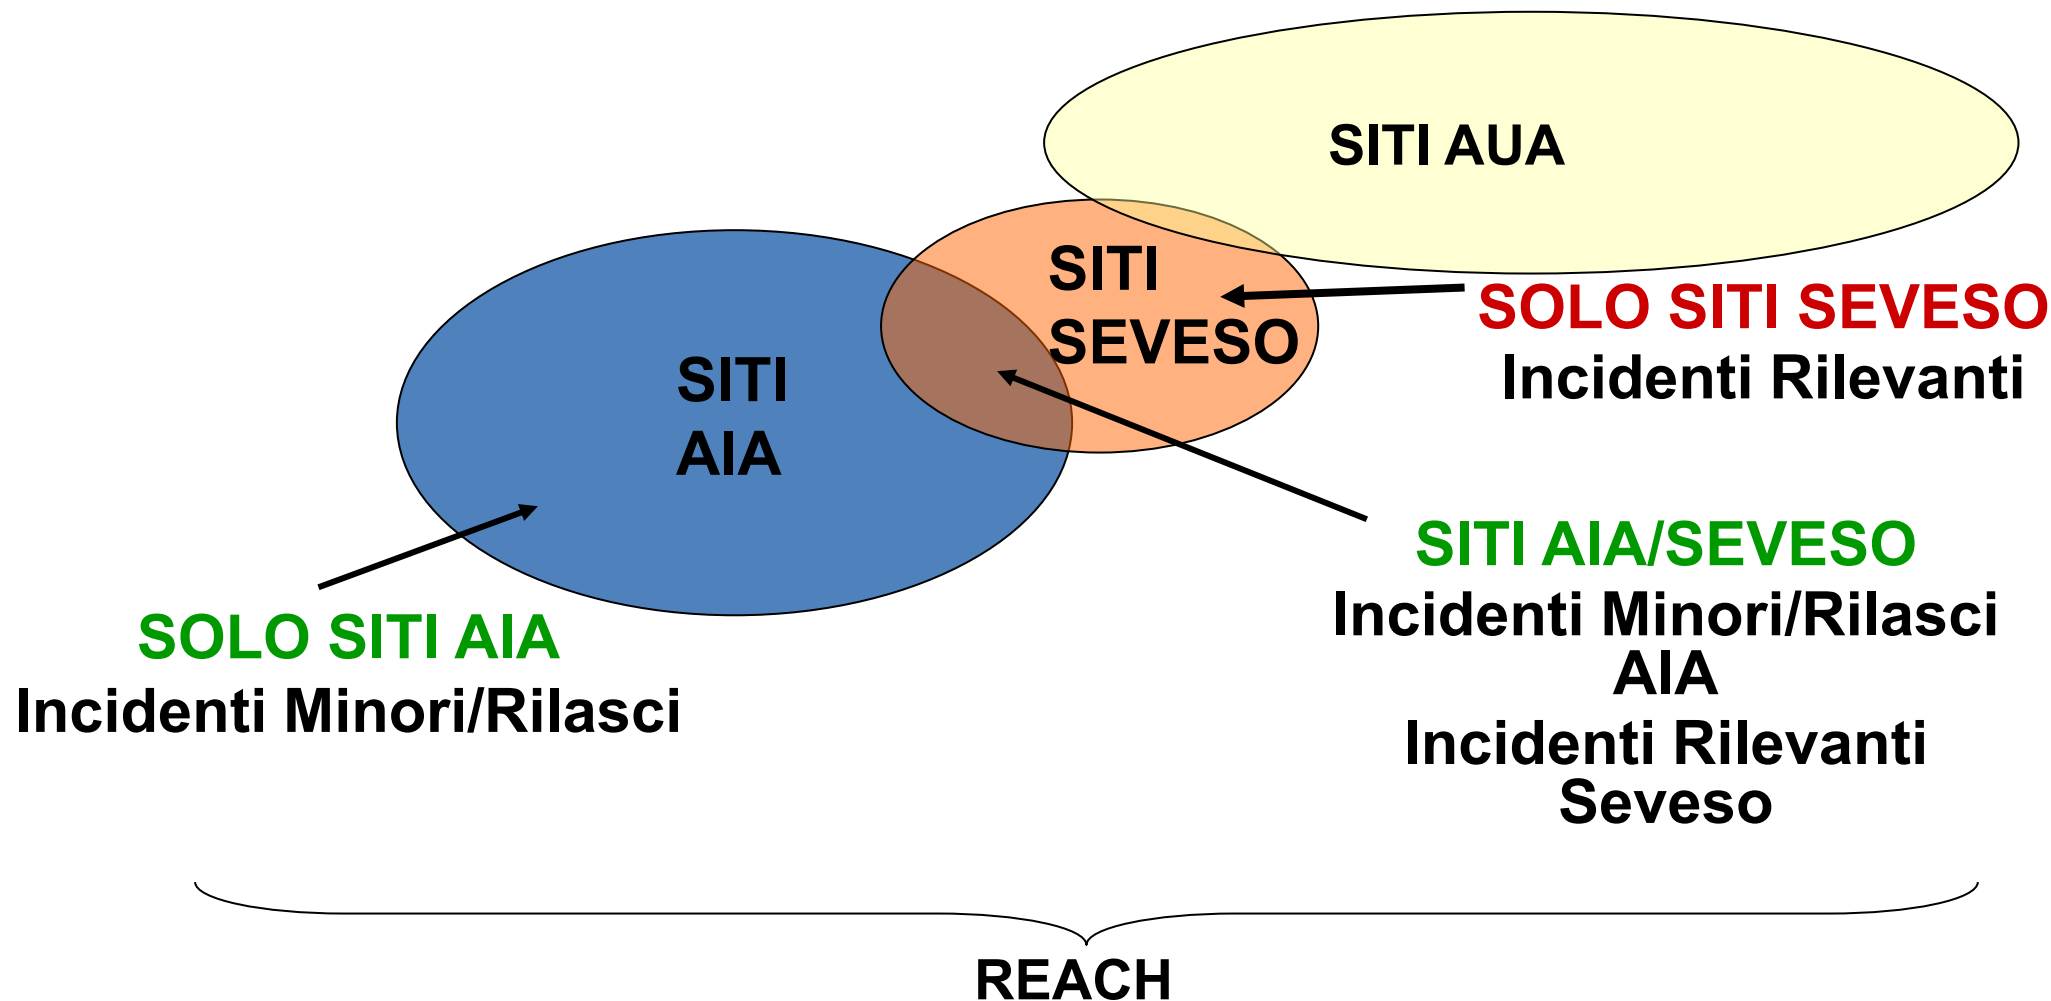 SITI AUA
SITI
SEVESO
SOLO SITI SEVESO
Incidenti Rilevanti
SITI
AIA
SITI AIA/SEVESO
Incidenti Minori/Rilasci
AIA
Incidenti Rilevanti
Seveso
SOLO SITI AIA
Incidenti Minori/Rilasci
REACH